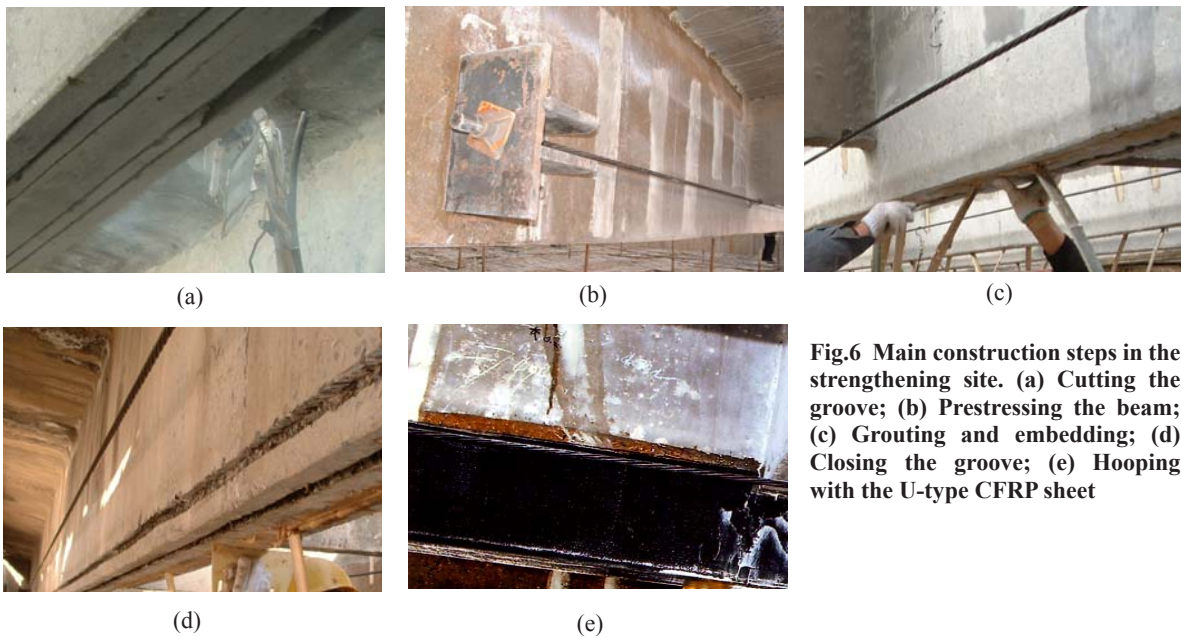 (a)
(b)
(c)
(d)
(e)
Fig.6 Main construction steps in the
strengthening site. (a) Cutting the
groove; (b) Prestressing the beam;
(c) Grouting and embedding; (d)
Closing the groove; (e) Hooping
with the U-type CFRP sheet